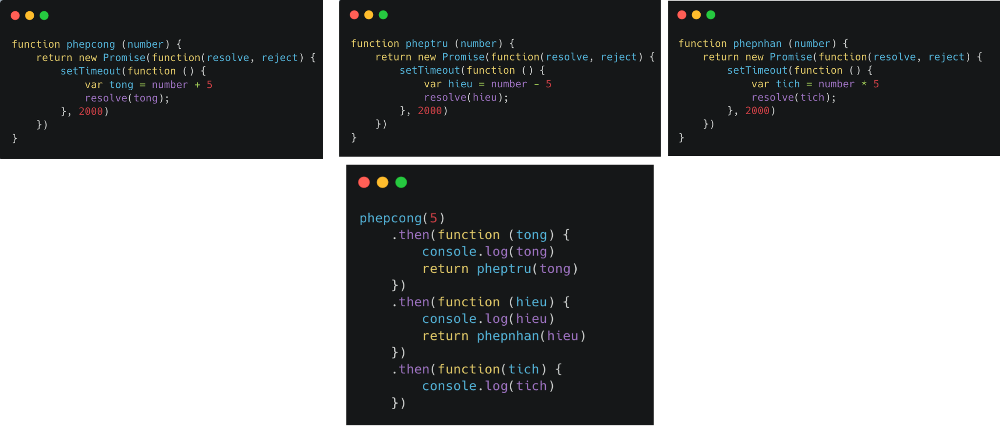 function phepcong (number) {
    return new Promise(function(resolve, reject) {
        setTimeout(function () {
            var tong = number + 5
            resolve(tong);
        }, 2000)
    })
}
function pheptru (number) {
    return new Promise(function(resolve, reject) {
        setTimeout(function () {
            var hieu = number - 5
            resolve(hieu);
        }, 2000)
    })
}
function phepnhan (number) {
    return new Promise(function(resolve, reject) {
        setTimeout(function () {
            var tich = number * 5
            resolve(tich);
        }, 2000)
    })
}
phepcong(5)
    .then(function (tong) {
        console.log(tong)
        return pheptru(tong)
    })
    .then(function (hieu) {
        console.log(hieu)
        return phepnhan(hieu)
    })
    .then(function(tich) {
        console.log(tich)
    })